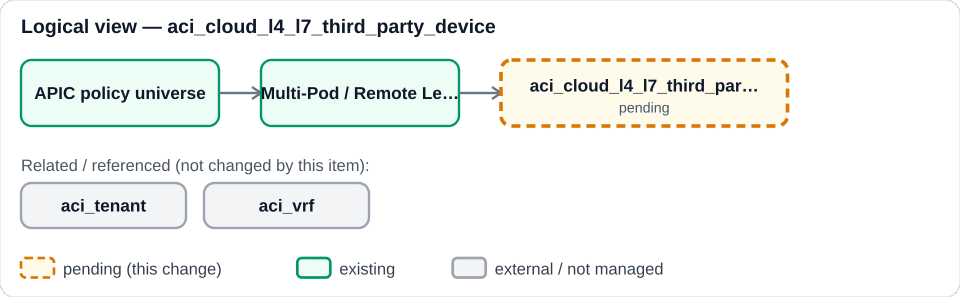 Logical view — aci_cloud_l4_l7_third_party_device
APIC policy universe
Multi-Pod / Remote Le…
aci_cloud_l4_l7_third_par…
pending
Related / referenced (not changed by this item):
aci_tenant
aci_vrf
pending (this change)
existing
external / not managed